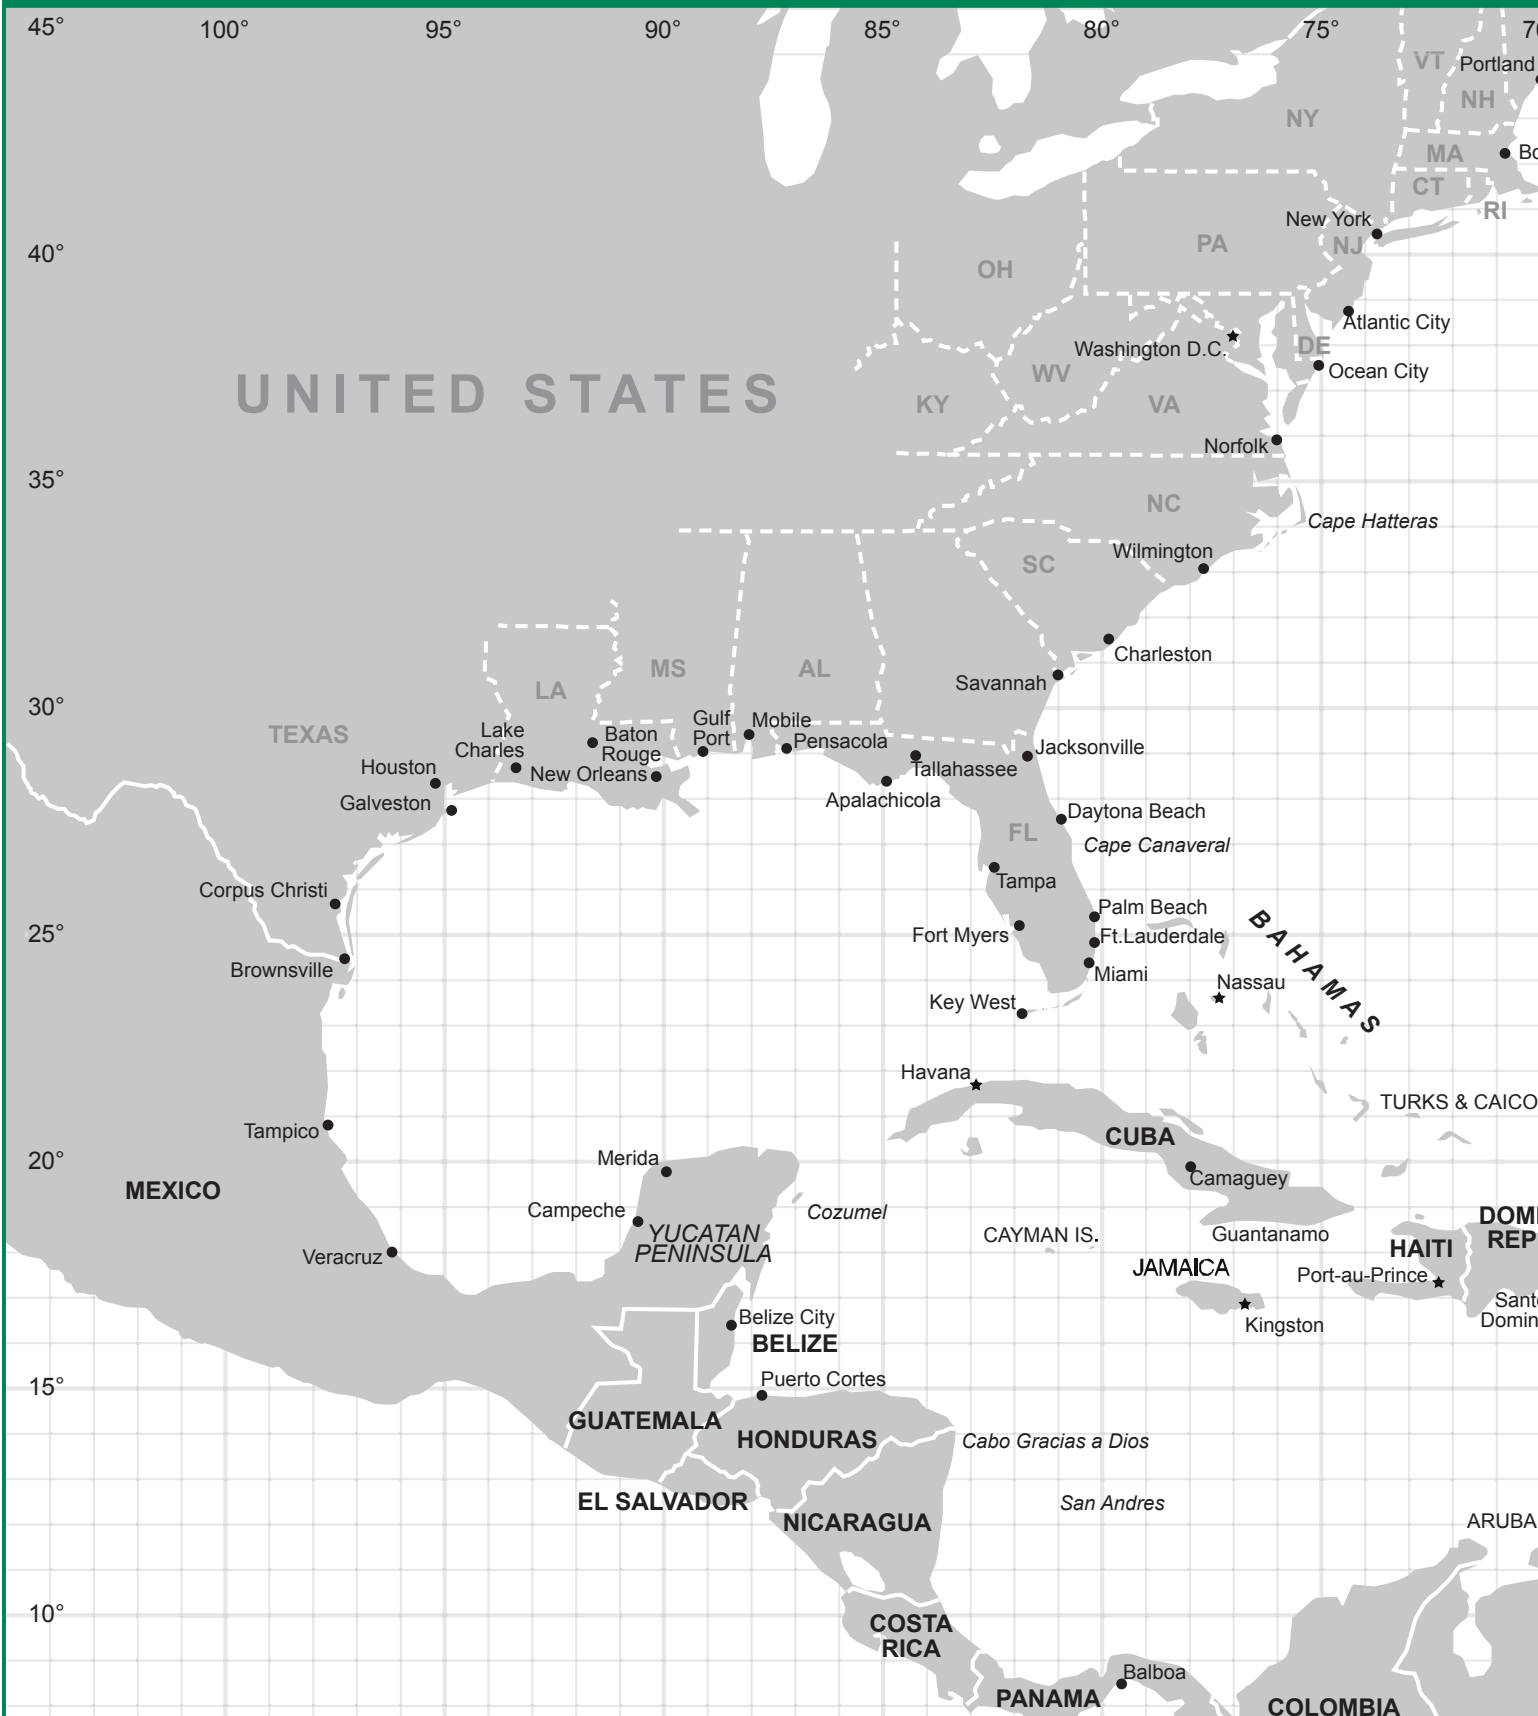 45°
100°
95°
90°
85°
80°
75°
VT
Portland
NH
NY
MA
CT
RI
New York
NJ
40°
PA
OH
Atlantic City
Washington D.C.
DE
Ocean City
WV
UNITED STATES
KY
VA
Norfolk
35°
NC
Cape Hatteras
Wilmington
SC
Charleston
MS
AL
Savannah
LA
30°
TEXAS
Lake
Charles
Baton
Rouge
Gulf
Port
Mobile
Pensacola
Jacksonville
Houston
New Orleans
Tallahassee
Galveston
Apalachicola
Daytona Beach
FL
Cape Canaveral
Tampa
Corpus Christi
Palm Beach
25°
Fort Myers
Ft.Lauderdale
BAHAMAS
Brownsville
Miami
Nassau
Key West
Havana
TURKS & CAICO
Tampico
CUBA
20°
Merida
Camaguey
MEXICO
Campeche
Cozumel
YUCATAN
PENINSULA
CAYMAN IS.
Guantanamo
DOMI
REP
HAITI
Veracruz
JAMAICA
Port-au-Prince
Santo
Domin
Belize City
Kingston
BELIZE
15°
Puerto Cortes
GUATEMALA
HONDURAS
Cabo Gracias a Dios
EL SALVADOR
San Andres
NICARAGUA
ARUBA
10°
COSTA
RICA
Balboa
PANAMA
COLOMBIA